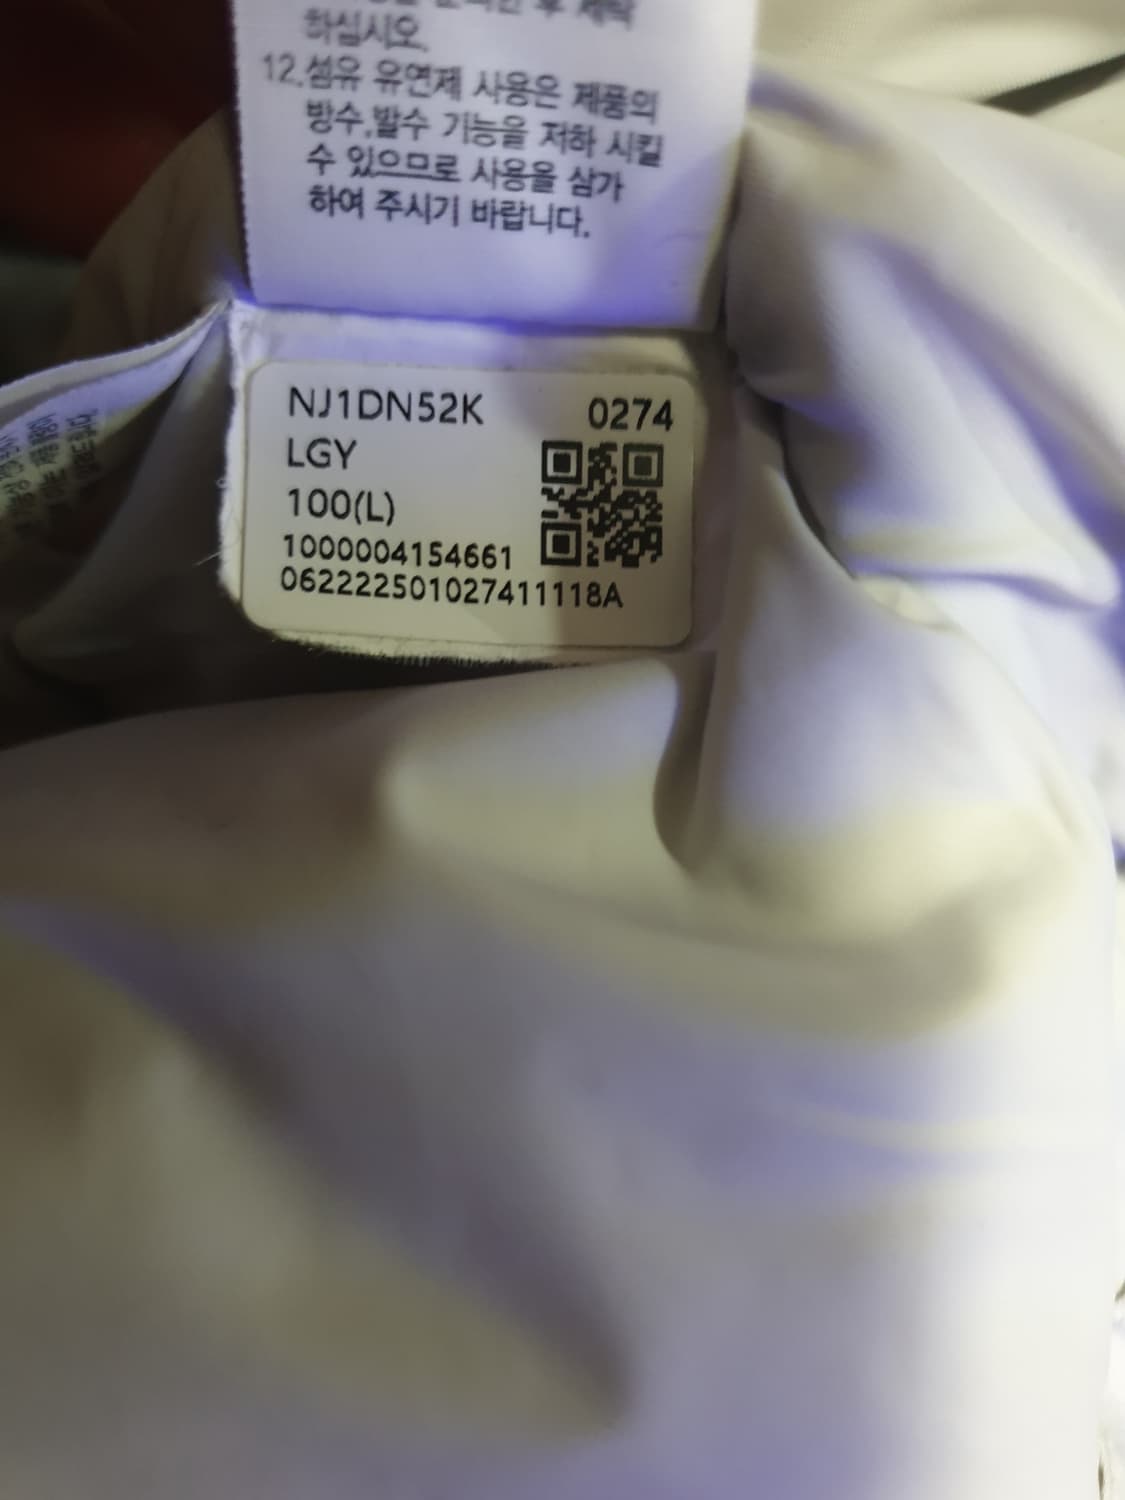 하십시오.
12.섬유 유연제 사용은 제품의
방수,발수 기능을 저하 시킬
수 있으므로 사용을 삼가
하여 주시기 바랍니다.
NJ1DN52K 0274
LGY
100(L)
1000004154661
062222501027411118A